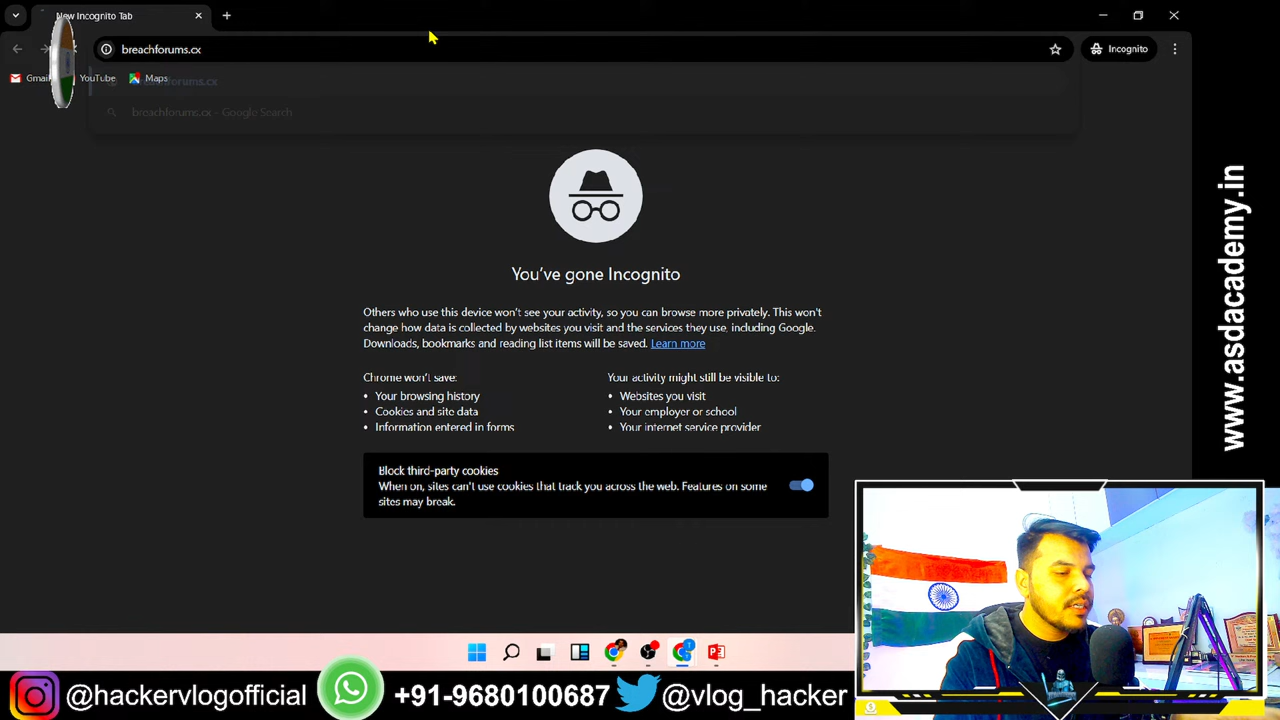 New Incognito Tab
breachforums.cx
Incognito
Gmail
YouTube
Maps
breachforums.cx
breachforums.cx - Google Search
You've gone Incognito
Others who use this device won't see your activity, so you can browse more privately. This won't
change how data is collected by websites you visit and the services they use, including Google.
Downloads, bookmarks and reading list items will be saved. Learn more
Chrome won't save:
Your browsing history
Cookies and site data
Information entered in forms
Your activity might still be visible to:
Websites you visit
Your employer or school
Your internet service provider
Block third-party cookies
When on, sites can't use cookies that track you across the web. Features on some
sites may break.
www.asdacademy.in
@hackervlogofficial
+91-9680100687
@vlog_hacker